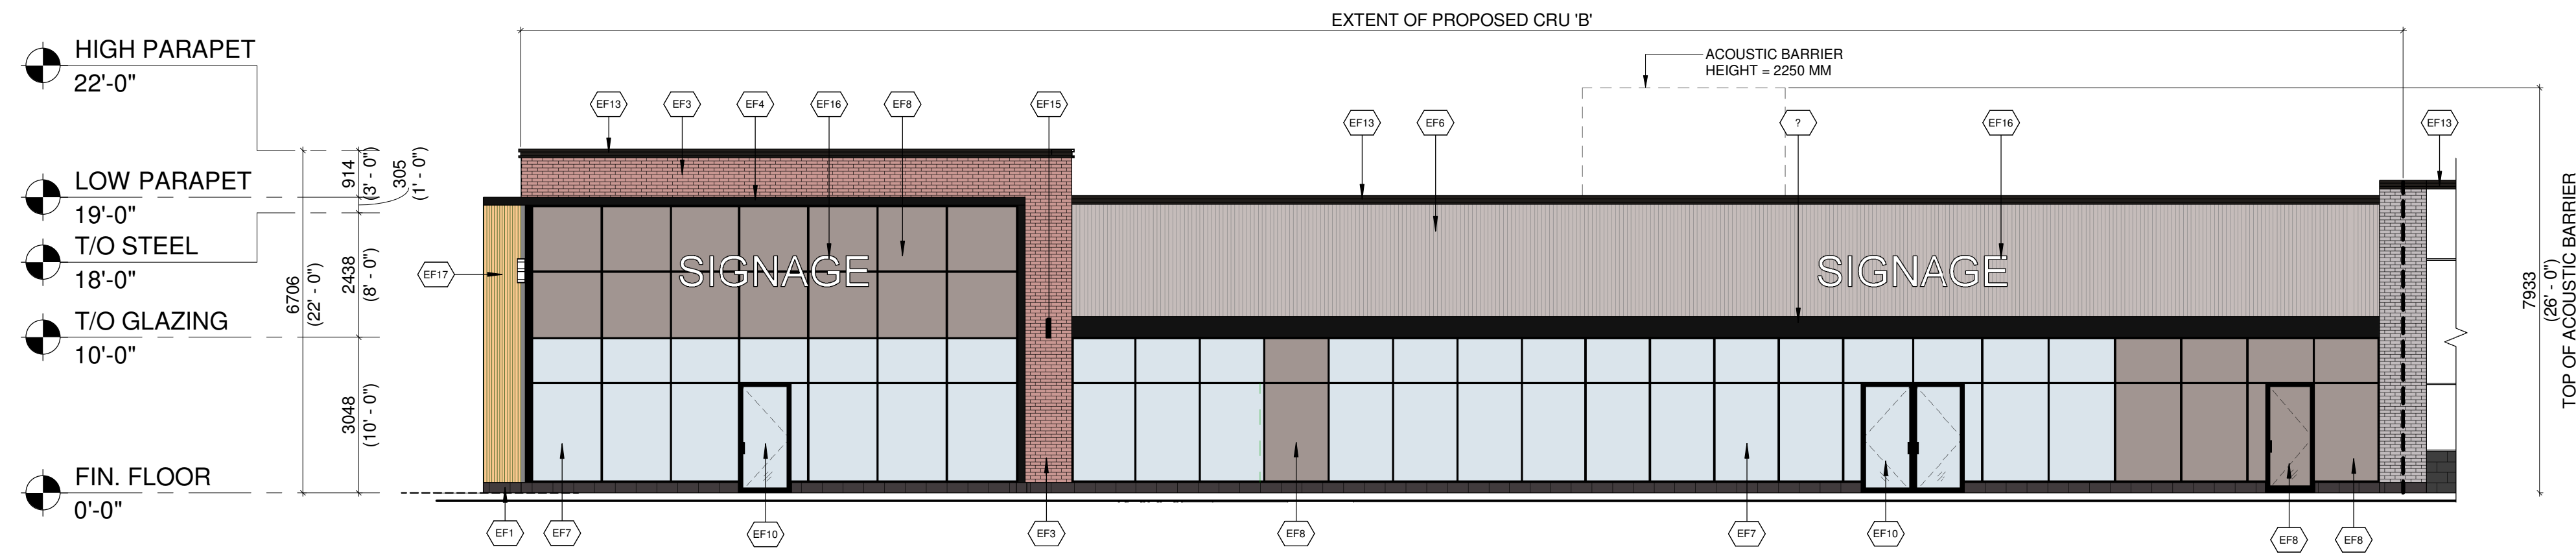 EXTENT OF PROPOSED CRU 'B'
HIGH PARAPET
22'-0"
LOW PARAPET
19'-0"
T/O STEEL
18'-0"
T/O GLAZING
10'-0"
FIN. FLOOR
0'-0"
6706
(22' - 0")
914
(3' - 0")
305
(1' - 0")
2438
(8' - 0")
3048
(10' - 0")
ACOUSTIC BARRIER
HEIGHT = 2250 MM
EF13
EF3
EF4
EF16
EF8
EF15
EF13
EF6
?
EF16
EF13
EF17
SIGNAGE
SIGNAGE
EF1
EF7
EF10
EF3
EF8
EF7
EF10
EF8
EF8
7933
(26' - 0")
TOP OF ACOUSTIC BARRIER